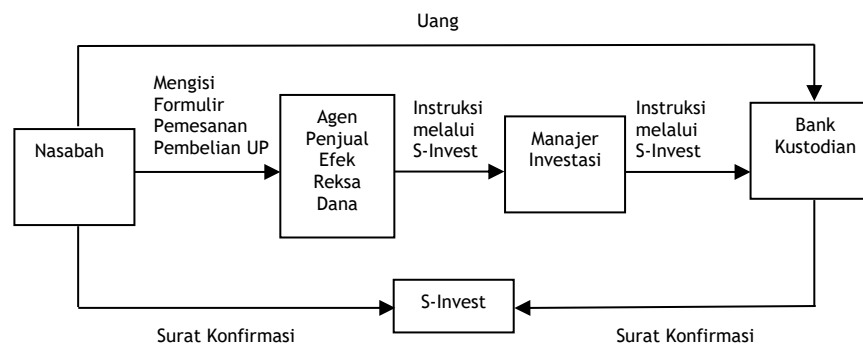 Uang
Mengisi
Formulir
Pemesanan
Pembelian UP
Nasabah
Agen
Penjual
Efek
Reksa
Dana
Instruksi
melalui
S-Invest
Manajer
Investasi
Instruksi
melalui
S-Invest
Bank
Kustodian
S-Invest
Surat Konfirmasi
Surat Konfirmasi